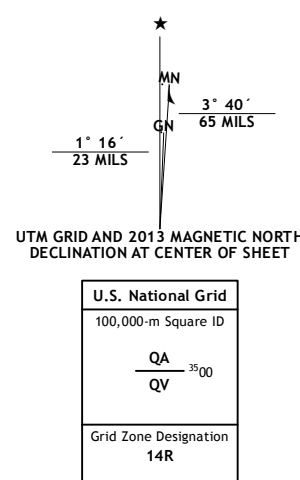 ★
MN
3° 40´
65 MILS
GN
1° 16´
23 MILS
UTM GRID AND 2013 MAGNETIC NORTH
DECLINATION AT CENTER OF SHEET
U.S. National Grid
100,000-m Square ID
QA
QV
3500
Grid Zone Designation
14R